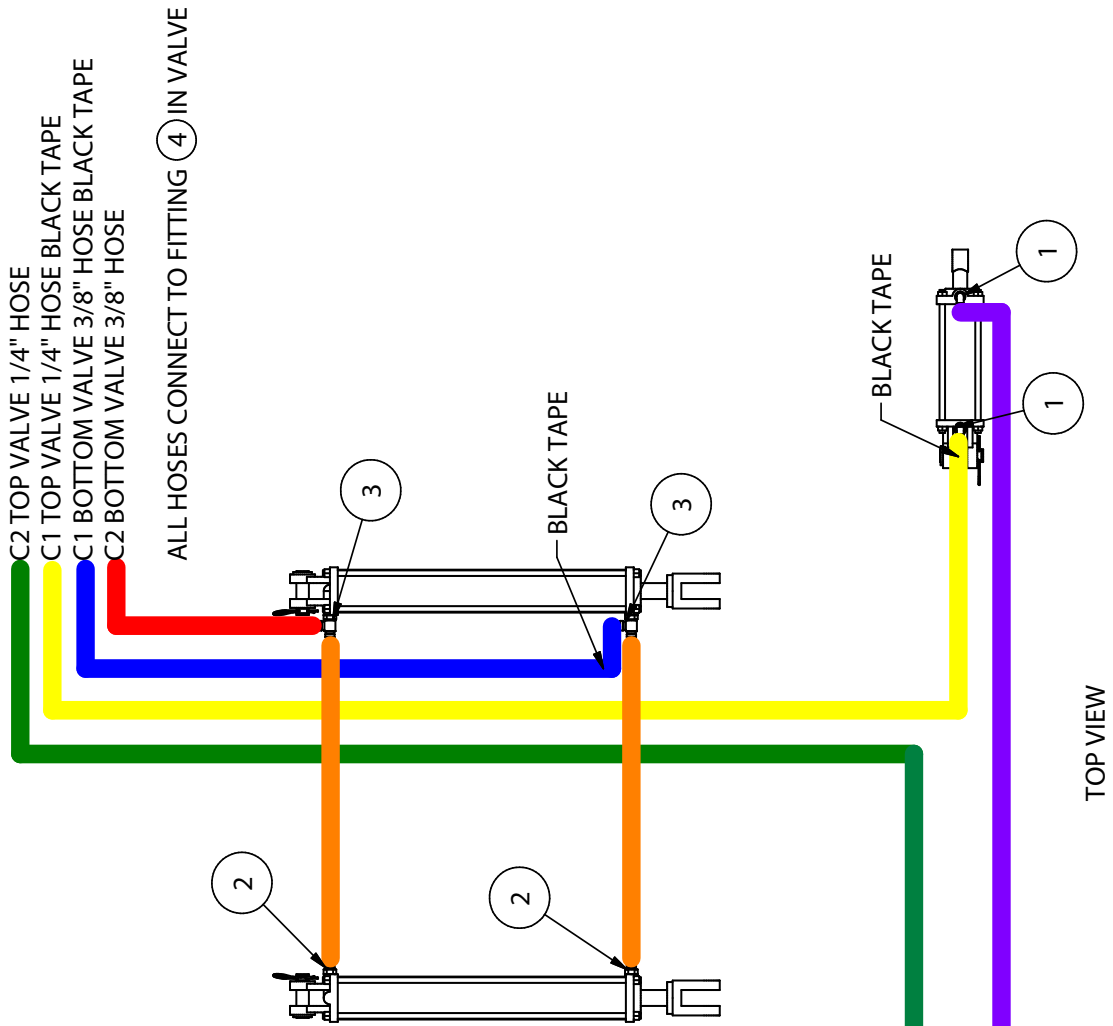 C2 TOP VALVE 1/4" HOSE
C1 TOP VALVE 1/4" HOSE BLACK TAPE
C1 BOTTOM VALVE 3/8" HOSE BLACK TAPE
C2 BOTTOM VALVE 3/8" HOSE
ALL HOSES CONNECT TO FITTING 4 IN VALVE
3
2
BLACK TAPE
3
2
BLACK TAPE
1
1
TOP VIEW